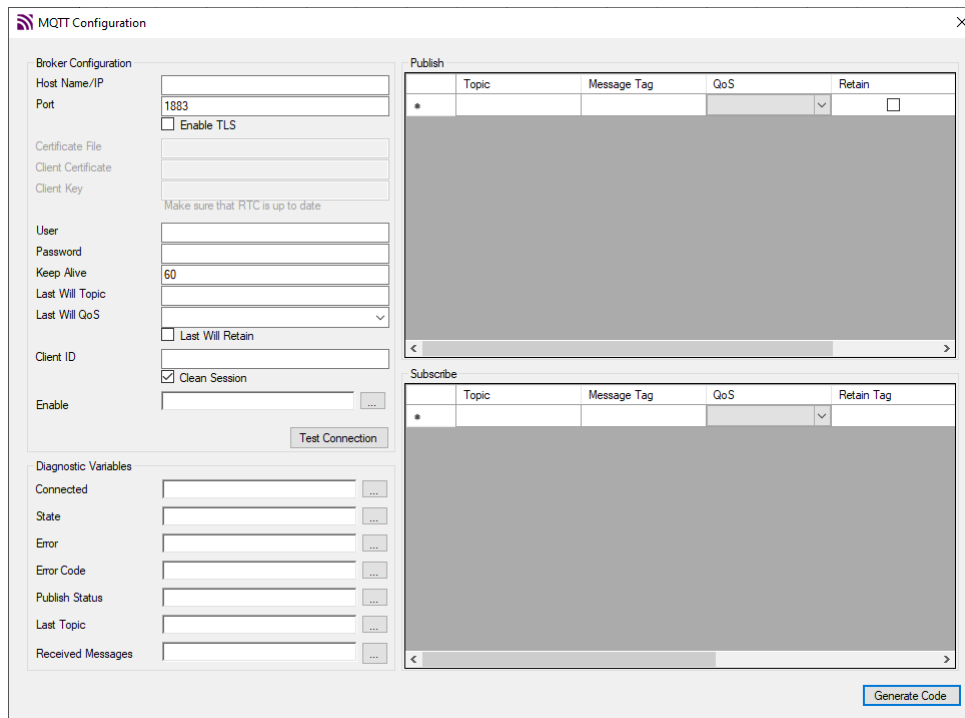 MQTT Configuration
Broker Configuration
Host Name/IP
Port 1883
Enable TLS
Certificate File
Client Certificate
Client Key
Make sure that RTC is up to date
User
Password
Keep Alive 60
Last Will Topic
Last Will QoS
Last Will Retain
Client ID
Clean Session
Enable ...
Test Connection
Diagnostic Variables
Connected ...
State ...
Error ...
Error Code ...
Publish Status ...
Last Topic ...
Received Messages ...
Publish
Topic Message Tag QoS Retain
Subscribe
Topic Message Tag QoS Retain Tag
Generate Code